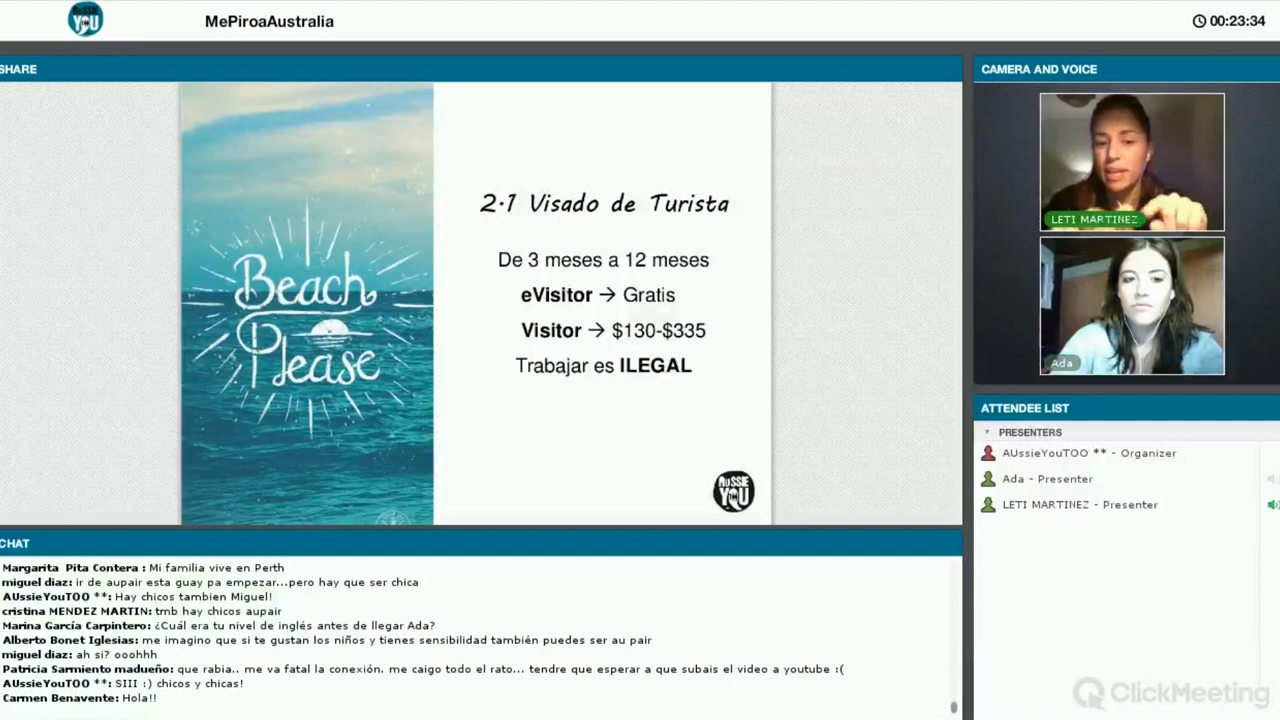 AUSSIE
YOU
MePiroaAustralia
00:23:34
SHARE
CAMERA AND VOICE
Beach
Please
2.1 Visado de Turista
De 3 meses a 12 meses
eVisitor → Gratis
Visitor → $130-$335
Trabajar es ILEGAL
AUSSIE
YOU
LETI MARTINEZ
Ada
ATTENDEE LIST
PRESENTERS
AUssieYouTOO ** - Organizer
Ada - Presenter
LETI MARTINEZ - Presenter
CHAT
Margarita Pita Contera : Mi familia vive en Perth
miguel diaz: ir de aupair esta guay pa empezar...pero hay que ser chica
AUssieYouTOO **: Hay chicos tambien Miguel!
cristina MENDEZ MARTIN: tmb hay chicos aupair
Marina García Carpintero: ¿Cuál era tu nivel de inglés antes de llegar Ada?
Alberto Bonet Iglesias: me imagino que si te gustan los niños y tienes sensibilidad también puedes ser au pair
miguel diaz: ah si? ooohhh
Patricia Sarmiento madueño: que rabia.. me va fatal la conexión. me caigo todo el rato... tendre que esperar a que subais el video a youtube :(
AUssieYouTOO **: SIII :) chicos y chicas!
Carmen Benavente: Hola!!
ClickMeeting